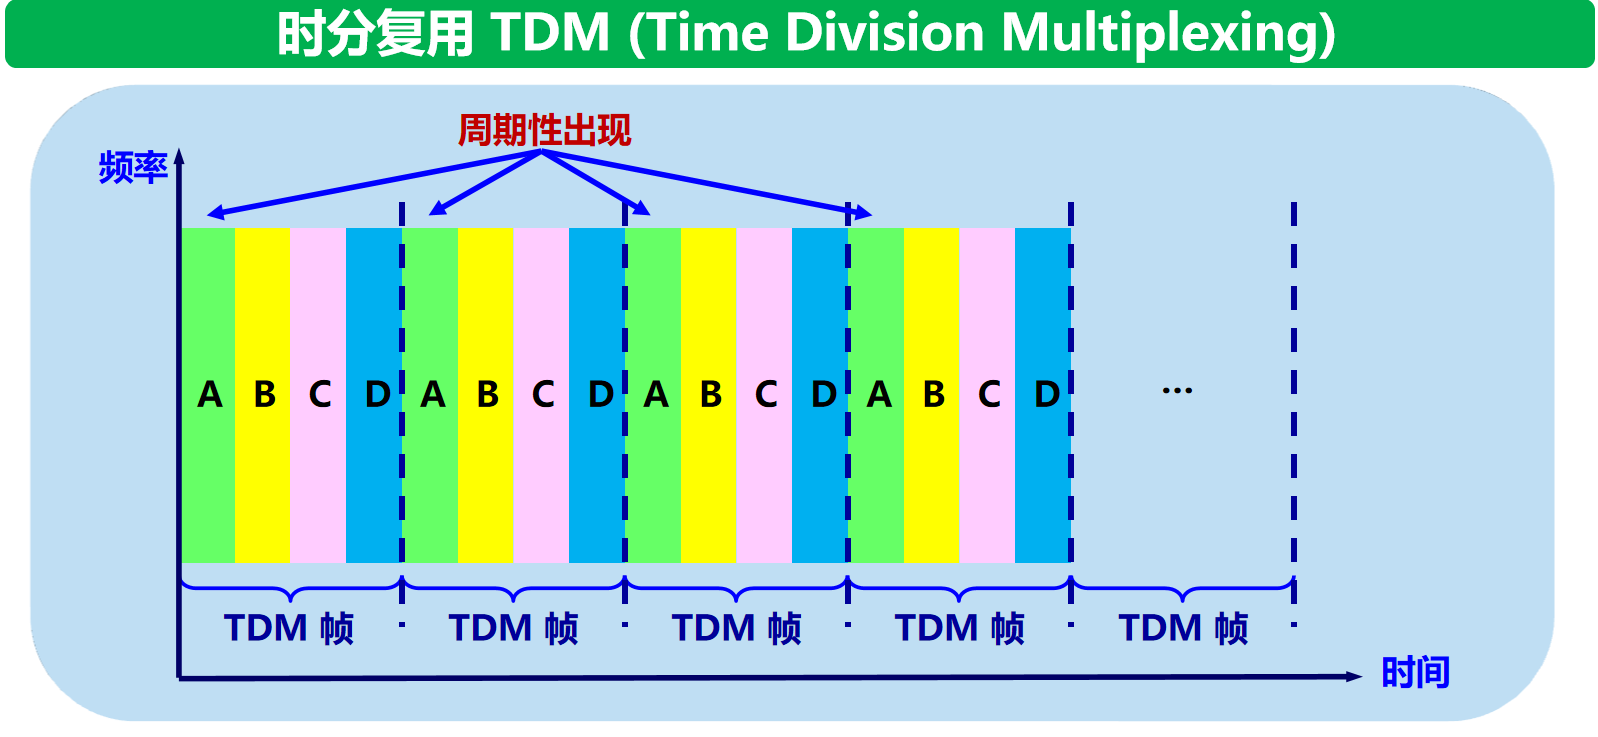 时分复用 TDM (Time Division Multiplexing)
周期性出现
频率
A B C D A B C D A B C D A B C D ...
TDM 帧 TDM 帧 TDM 帧 TDM 帧 TDM 帧
时间